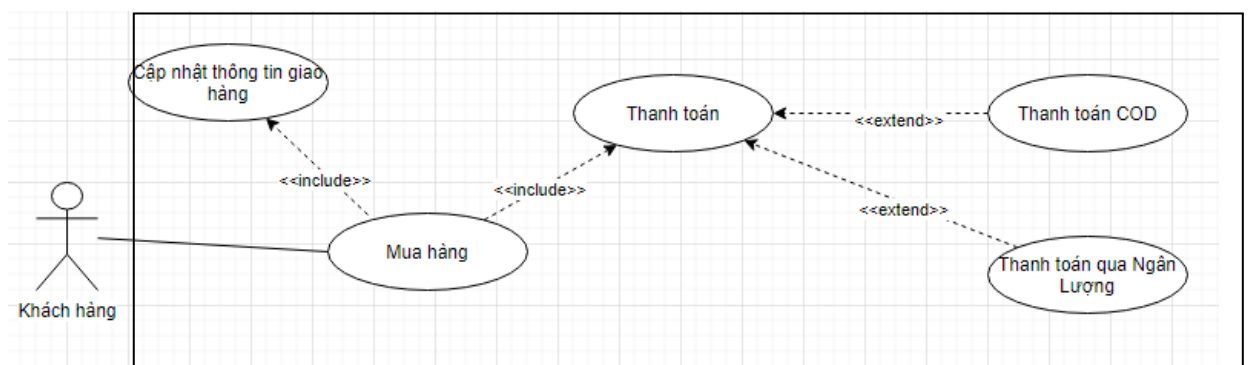 Cập nhật thông tin giao
hàng
Thanh toán
<<extend>>
Thanh toán COD
<<include>>
<<include>>
<<extend>>
Mua hàng
Thanh toán qua Ngân
Lượng
Khách hàng